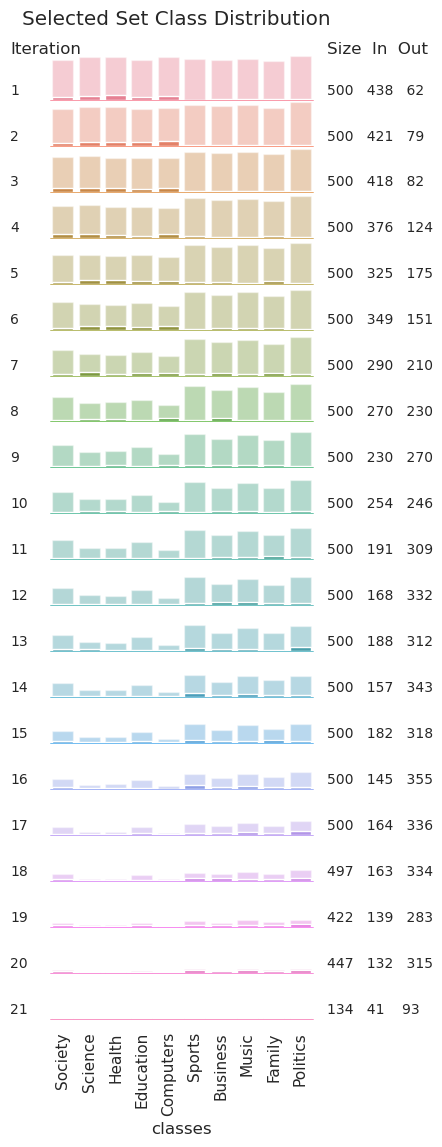 Selected Set Class Distribution
Iteration Size In Out
1 500 438 62
2 500 421 79
3 500 418 82
4 500 376 124
5 500 325 175
6 500 349 151
7 500 290 210
8 500 270 230
9 500 230 270
10 500 254 246
11 500 191 309
12 500 168 332
13 500 188 312
14 500 157 343
15 500 182 318
16 500 145 355
17 500 164 336
18 497 163 334
19 422 139 283
20 447 132 315
21 134 41 93
Society
Science
Health
Education
Computers
Sports
Business
Music
Family
Politics
classes